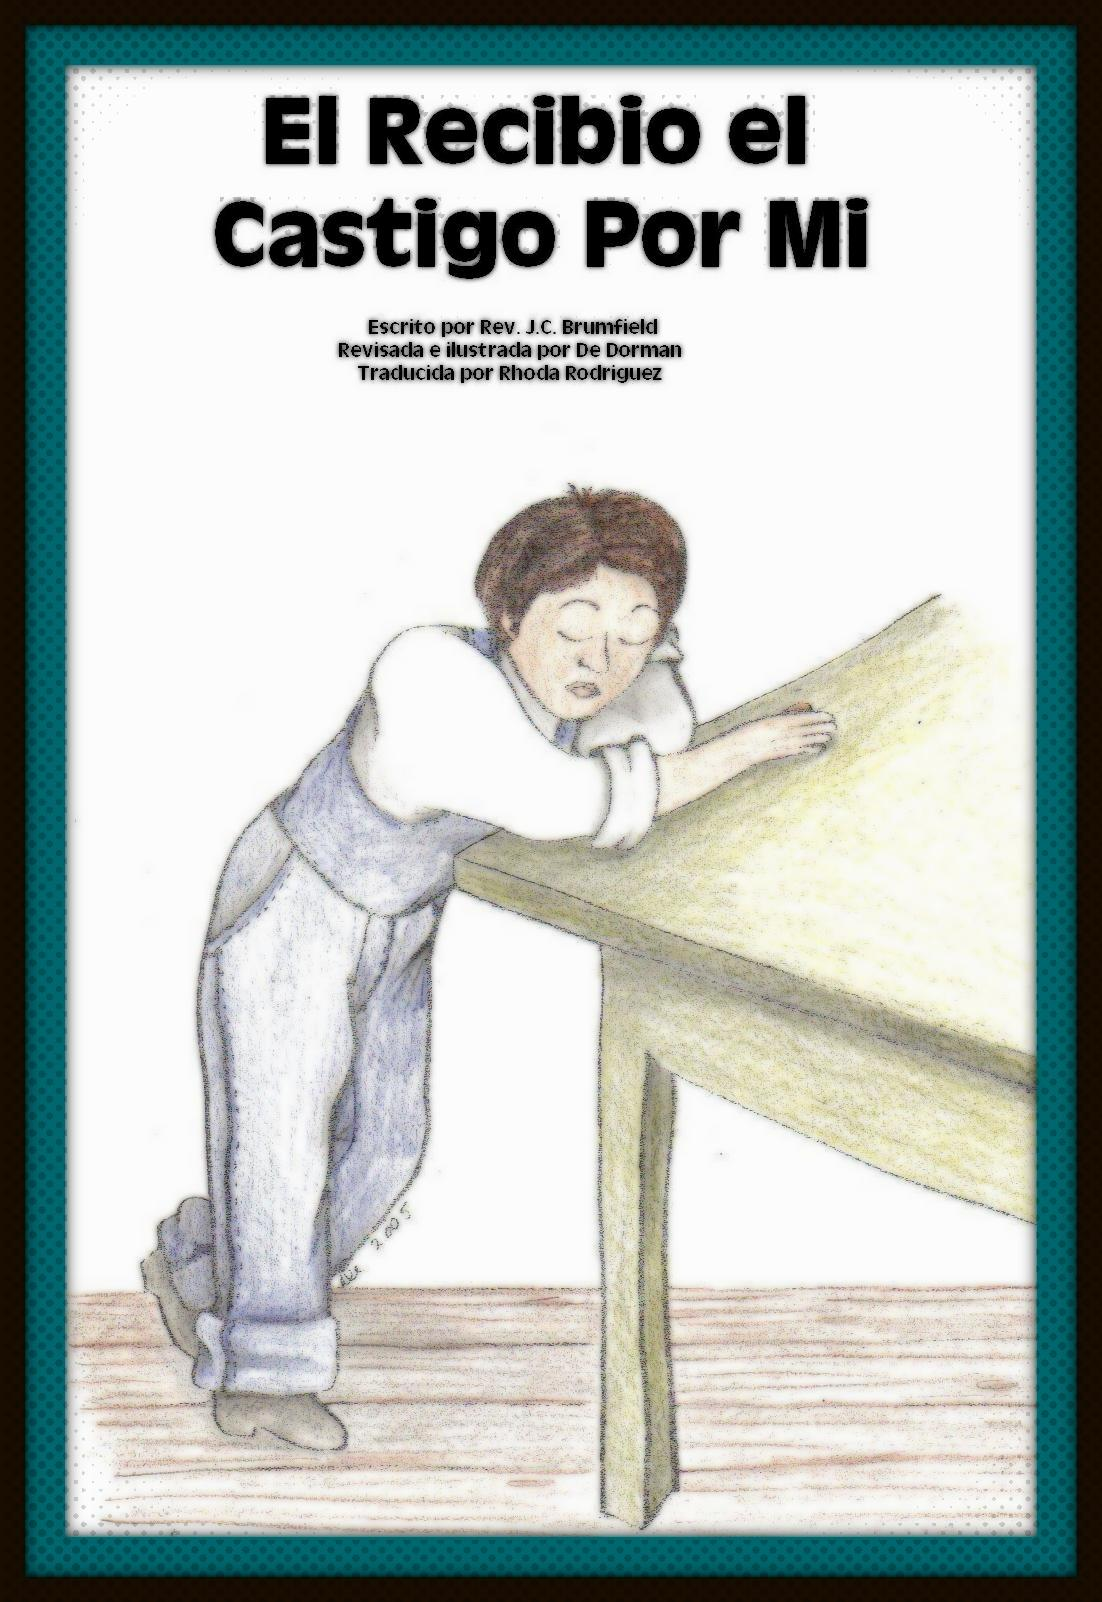 El Recibio el
Castigo Por Mi
Escrito por Rev. J.C. Brumfield
Revisada e ilustrada por De Dorman
Traducida por Rhoda Rodriguez
2005